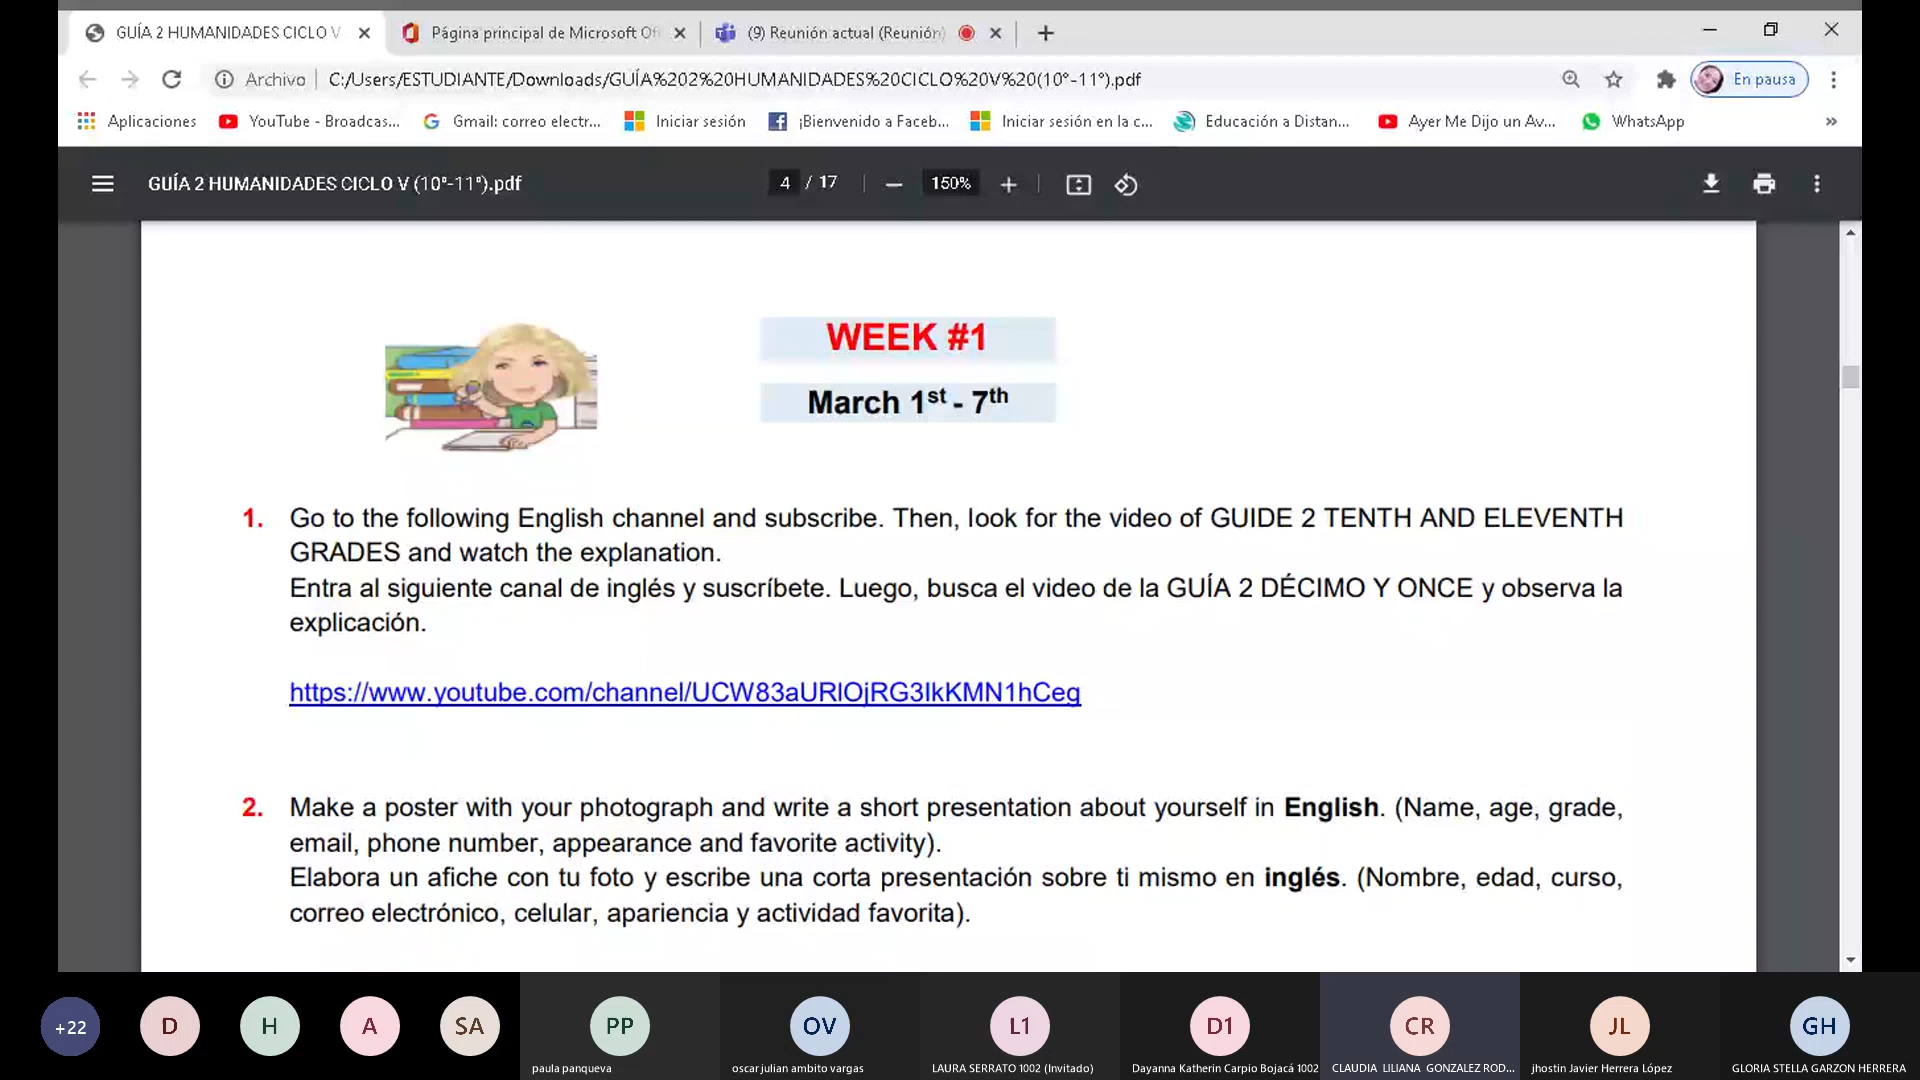 GUÍA 2 HUMANIDADES CICLO V
Página principal de Microsoft Of
(9) Reunión actual (Reunión)
Archivo
C:/Users/ESTUDIANTE/Downloads/GUÍA%202%20HUMANIDADES%20CICLO%20V%20(10°-11°).pdf
En pausa
Aplicaciones
YouTube - Broadcas...
Gmail: correo electr...
Iniciar sesión
¡Bienvenido a Faceb...
Iniciar sesión en la c...
Educación a Distan...
Ayer Me Dijo un Av...
WhatsApp
»
GUÍA 2 HUMANIDADES CICLO V (10°-11°).pdf
4 / 17
150%
WEEK #1
March 1st - 7th
1. Go to the following English channel and subscribe. Then, look for the video of GUIDE 2 TENTH AND ELEVENTH
GRADES and watch the explanation.
Entra al siguiente canal de inglés y suscríbete. Luego, busca el video de la GUÍA 2 DÉCIMO Y ONCE y observa la
explicación.
https://www.youtube.com/channel/UCW83aURlOjRG3IkKMN1hCeg
2. Make a poster with your photograph and write a short presentation about yourself in English. (Name, age, grade,
email, phone number, appearance and favorite activity).
Elabora un afiche con tu foto y escribe una corta presentación sobre ti mismo en inglés. (Nombre, edad, curso,
correo electrónico, celular, apariencia y actividad favorita).
+22
D
H
A
SA
PP
OV
L1
D1
CR
JL
GH
paula panqueva
oscar julian ambito vargas
LAURA SERRATO 1002 (Invitado)
Dayanna Katherin Carpio Bojacá 1002
CLAUDIA LILIANA GONZALEZ ROD...
jhostin Javier Herrera López
GLORIA STELLA GARZON HERRERA